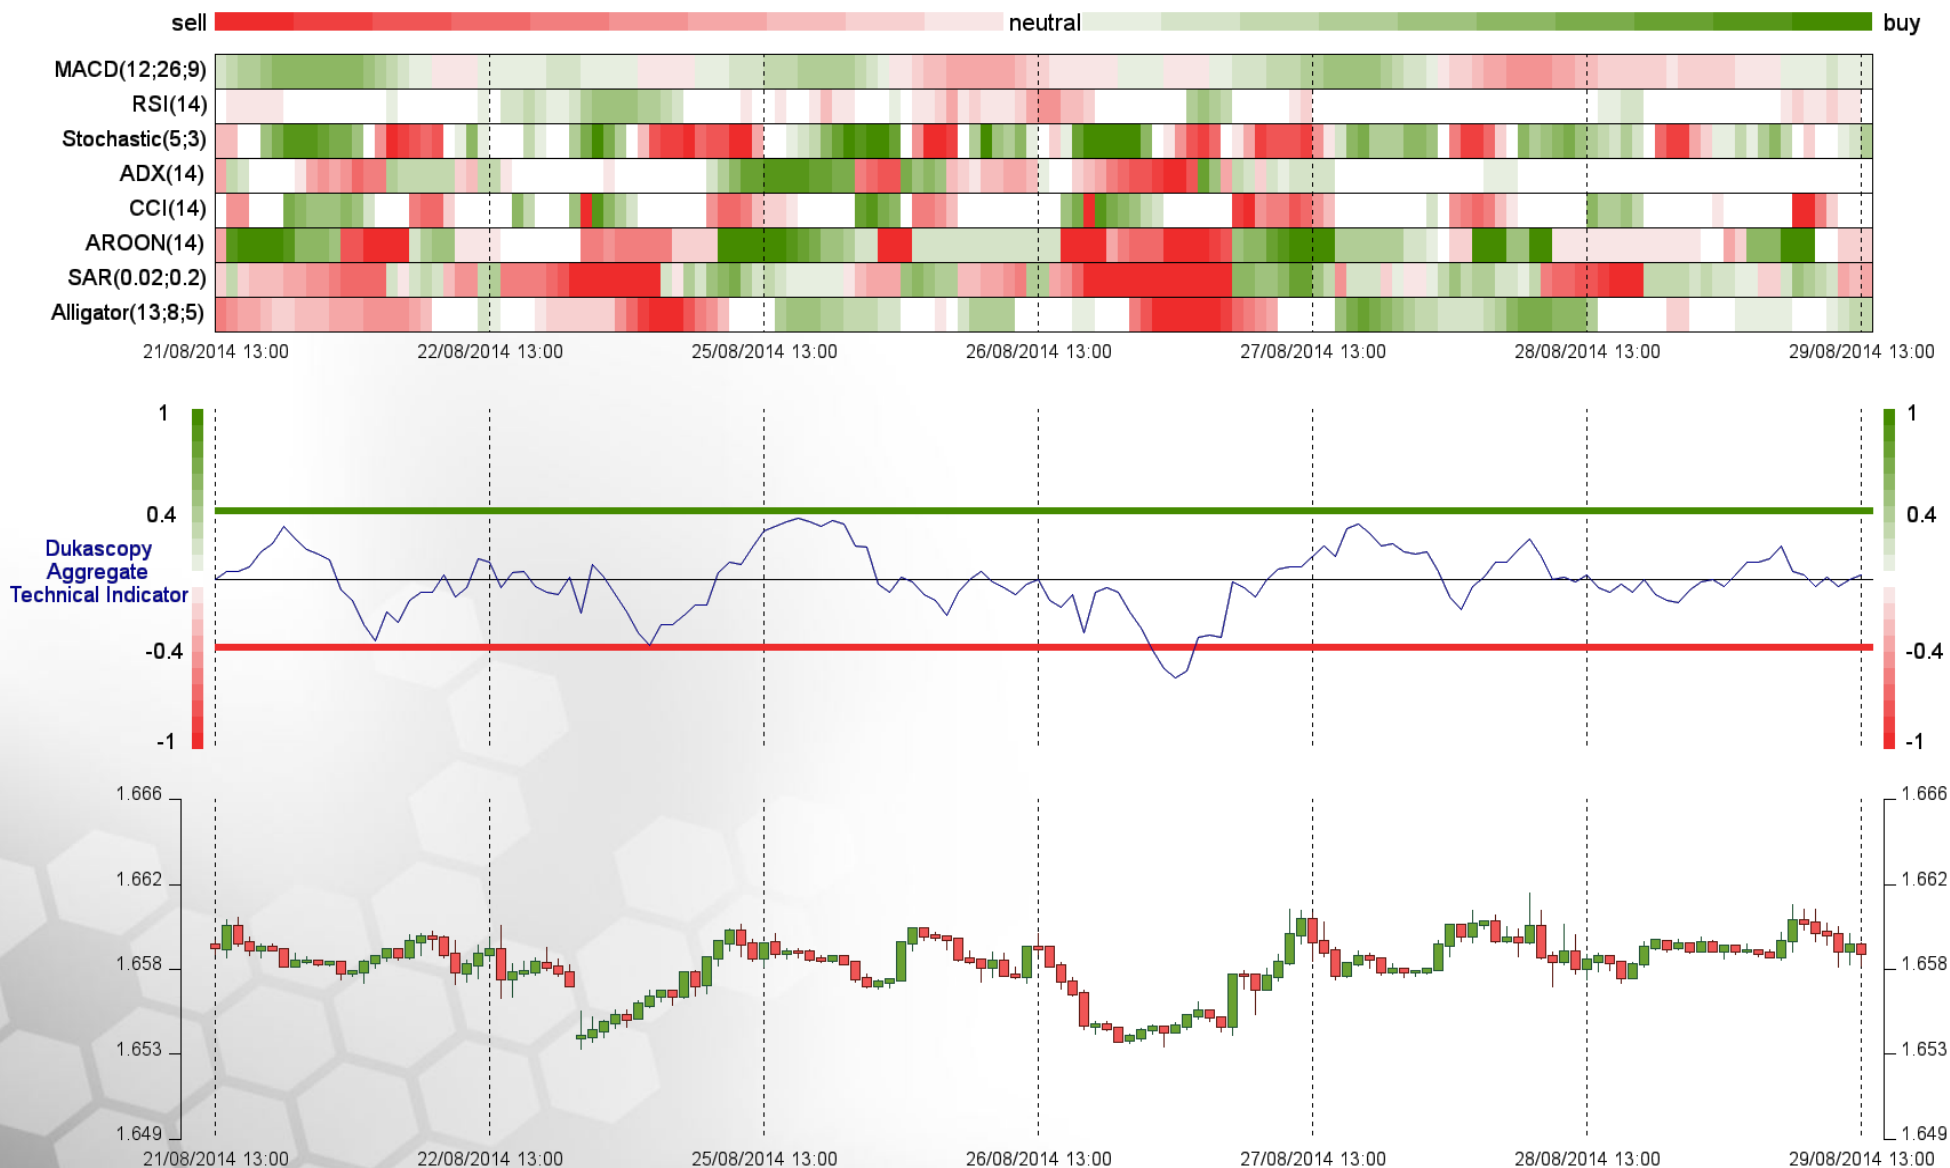 sell neutral buy
MACD(12;26;9)
RSI(14)
Stochastic(5;3)
ADX(14)
CCI(14)
AROON(14)
SAR(0.02;0.2)
Alligator(13;8;5)
21/08/2014 13:00 22/08/2014 13:00 25/08/2014 13:00 26/08/2014 13:00 27/08/2014 13:00 28/08/2014 13:00 29/08/2014 13:00
1 1
0.4 0.4
Dukascopy
Aggregate
Technical Indicator
-0.4 -0.4
-1 -1
1.666 1.666
1.662 1.662
1.658 1.658
1.653 1.653
1.649 1.649
21/08/2014 13:00 22/08/2014 13:00 25/08/2014 13:00 26/08/2014 13:00 27/08/2014 13:00 28/08/2014 13:00 29/08/2014 13:00